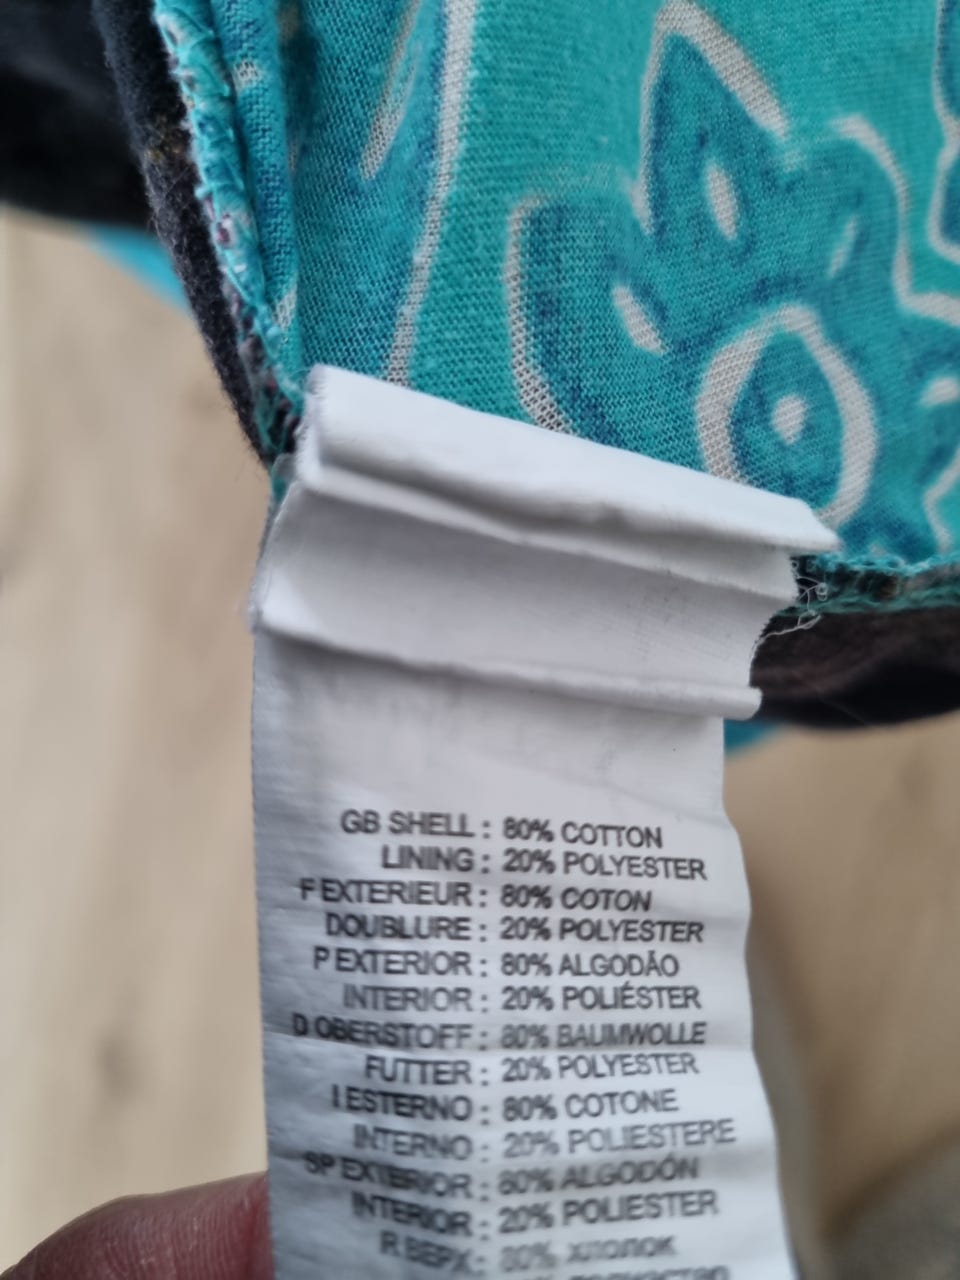 GB SHELL : 80% COTTON
LINING : 20% POLYESTER
F EXTERIEUR : 80% COTON
DOUBLURE : 20% POLYESTER
P EXTERIOR : 80% ALGODÃO
INTERIOR : 20% POLIÉSTER
D OBERSTOFF : 80% BAUMWOLLE
FUTTER : 20% POLYESTER
I ESTERNO : 80% COTONE
INTERNO : 20% POLIESTERE
SP EXTERIOR : 80% ALGODÓN
INTERIOR : 20% POLIESTER
R ВЕРХ : 80% хлопок